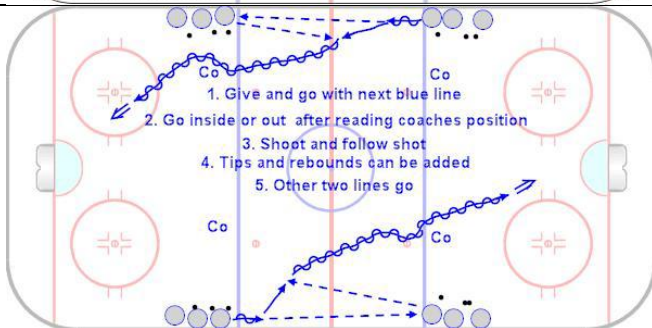 Co
Co
1. Give and go with next blue line
2. Go inside or out after reading coaches position
3. Shoot and follow shot
4. Tips and rebounds can be added
5. Other two lines go
Co
Co